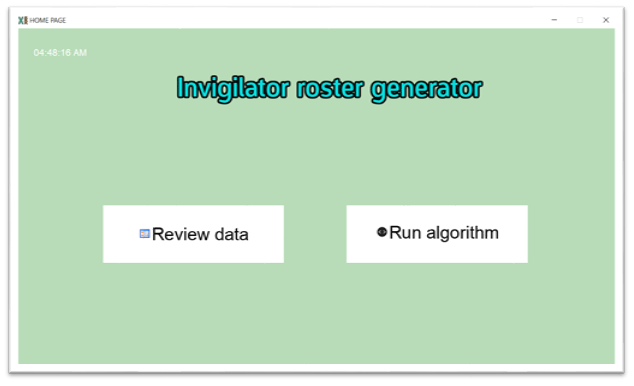 HOME PAGE
04:48:16 AM
Invigilator roster generator
Review data
Run algorithm